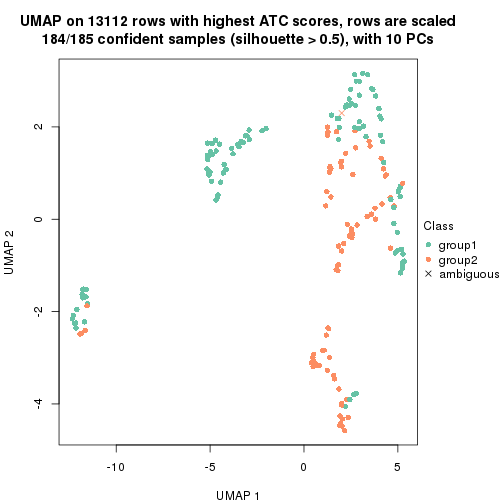 UMAP on 13112 rows with highest ATC scores, rows are scaled
184/185 confident samples (silhouette > 0.5), with 10 PCs
UMAP 2
2
0
-2
-4
Class
group1
group2
ambiguous
-10
-5
0
5
UMAP 1